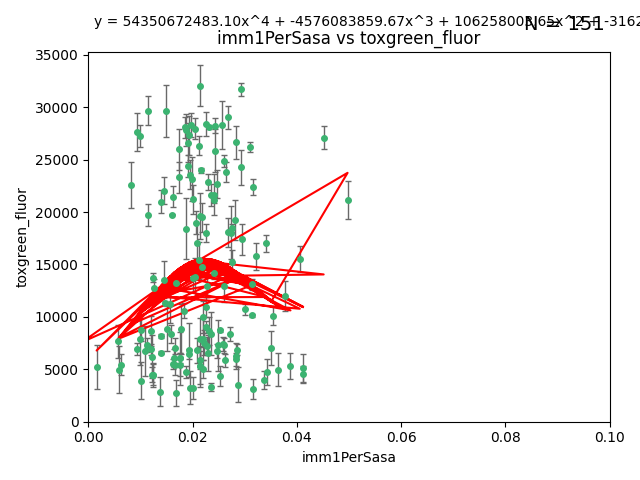 y = 54350672483.10x^4 + -4576083859.67x^3 + 106258003.65x^2 + -3162
N = 151
imm1PerSasa vs toxgreen_fluor
35000
30000
25000
20000
15000
10000
5000
0
toxgreen_fluor
0.00 0.02 0.04 0.06 0.08 0.10
imm1PerSasa